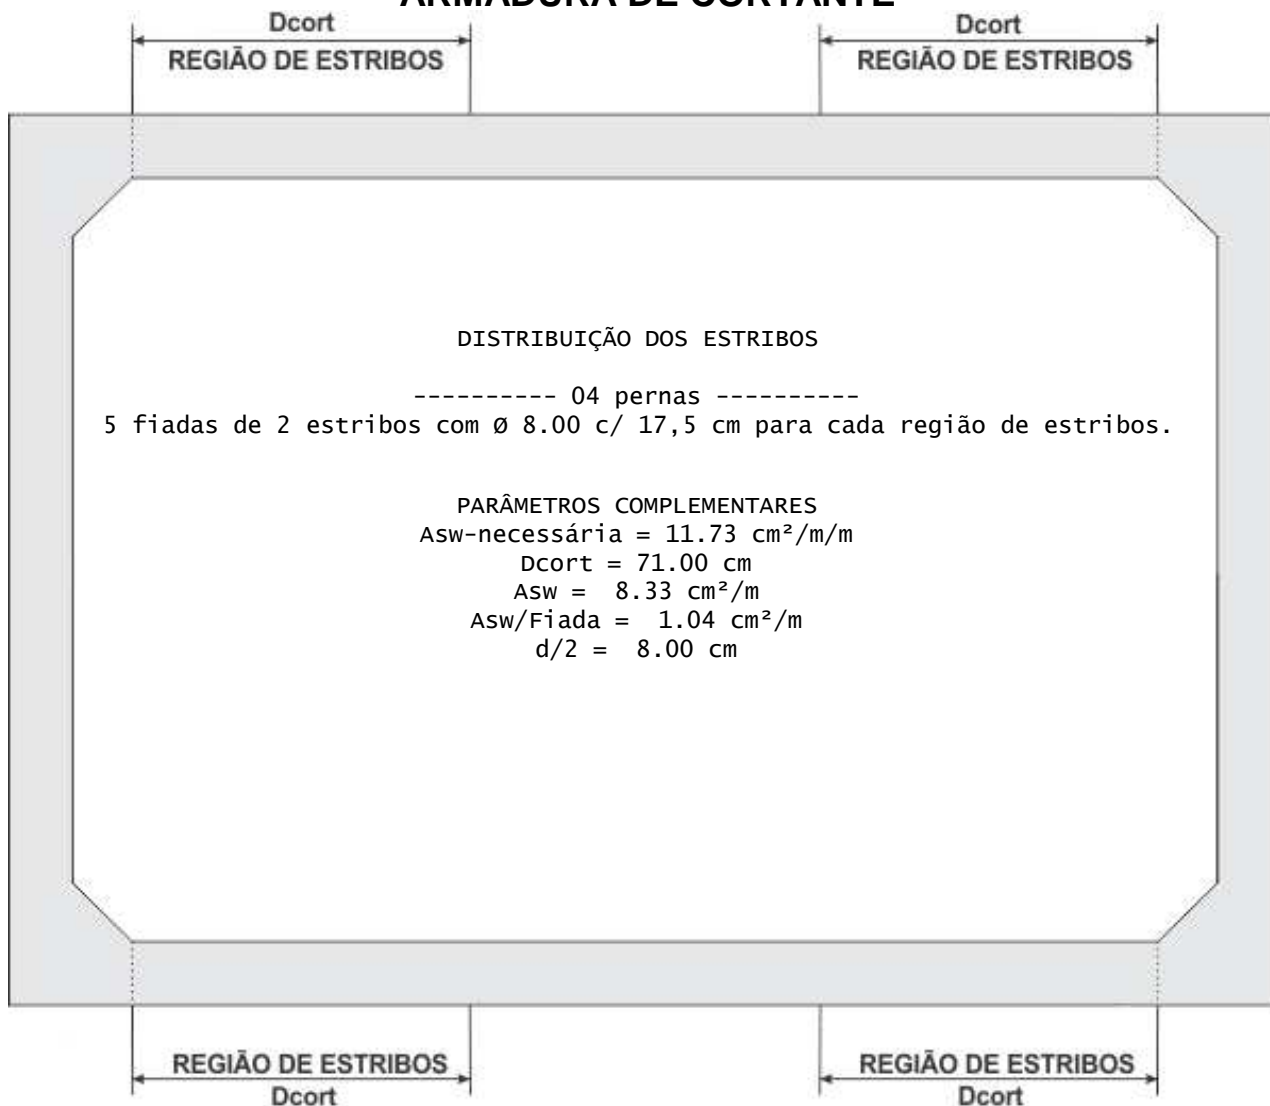 ARMADURA DE CORTANTE
Dcort Dcort
REGIÃO DE ESTRIBOS REGIÃO DE ESTRIBOS
DISTRIBUIÇÃO DOS ESTRIBOS
---------- 04 pernas ----------
5 fiadas de 2 estribos com Ø 8.00 c/ 17,5 cm para cada região de estribos.
PARÂMETROS COMPLEMENTARES
Asw-necessária = 11.73 cm²/m/m
Dcort = 71.00 cm
Asw = 8.33 cm²/m
Asw/Fiada = 1.04 cm²/m
d/2 = 8.00 cm
REGIÃO DE ESTRIBOS REGIÃO DE ESTRIBOS
Dcort Dcort